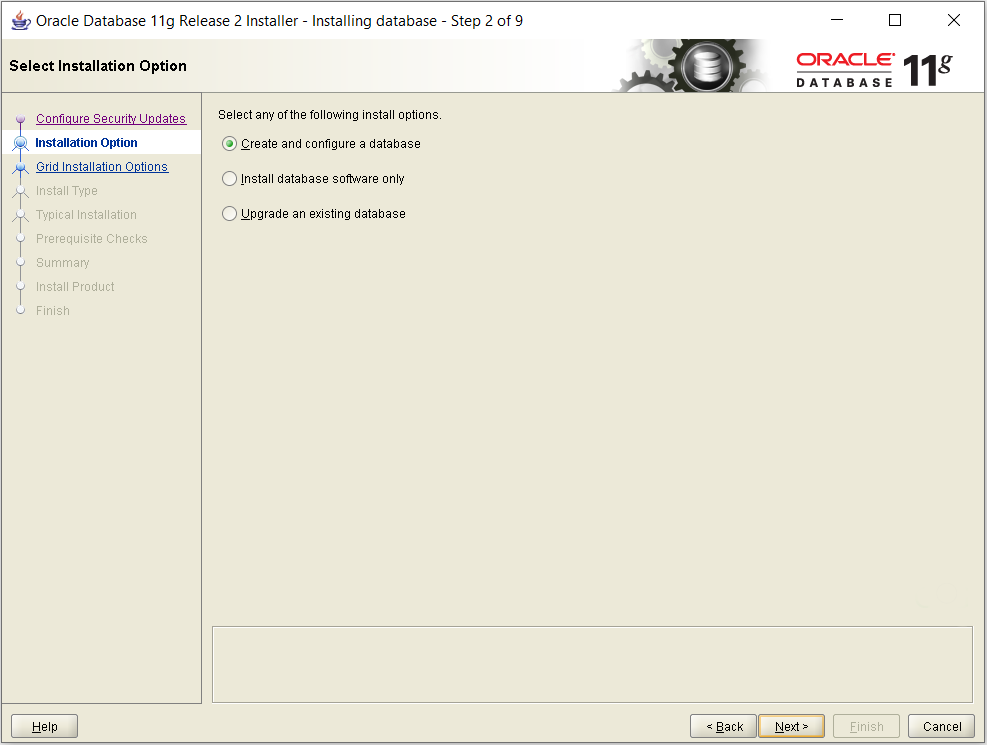 Oracle Database 11g Release 2 Installer - Installing database - Step 2 of 9
Select Installation Option
ORACLE
DATABASE
11g
Configure Security Updates
Installation Option
Grid Installation Options
Install Type
Typical Installation
Prerequisite Checks
Summary
Install Product
Finish
Select any of the following install options.
Create and configure a database
Install database software only
Upgrade an existing database
Help
< Back
Next >
Finish
Cancel